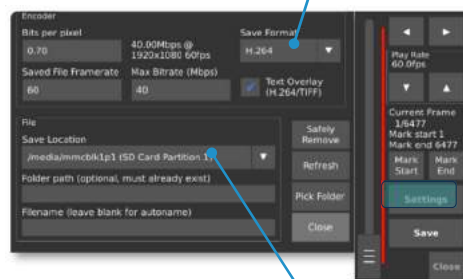 Encoder
Bits per pixel
Save Format
0.70
40.00Mbps @
1920x1080 60fps
H.264
Saved File Framerate
Max Bitrate (Mbps)
60
40
Text Overlay
(H.264/TIFF)
File
Save Location
/media/mmcblk1p1 (SD Card Partition 1)
Folder path (optional, must already exist)
Filename (leave blank for autoname)
Safely
Remove
Refresh
Pick Folder
Close
Play Rate
60.0fps
Current Frame
1/6477
Mark start 1
Mark end 6477
Mark
Start
Mark
End
Settings
Save
Close